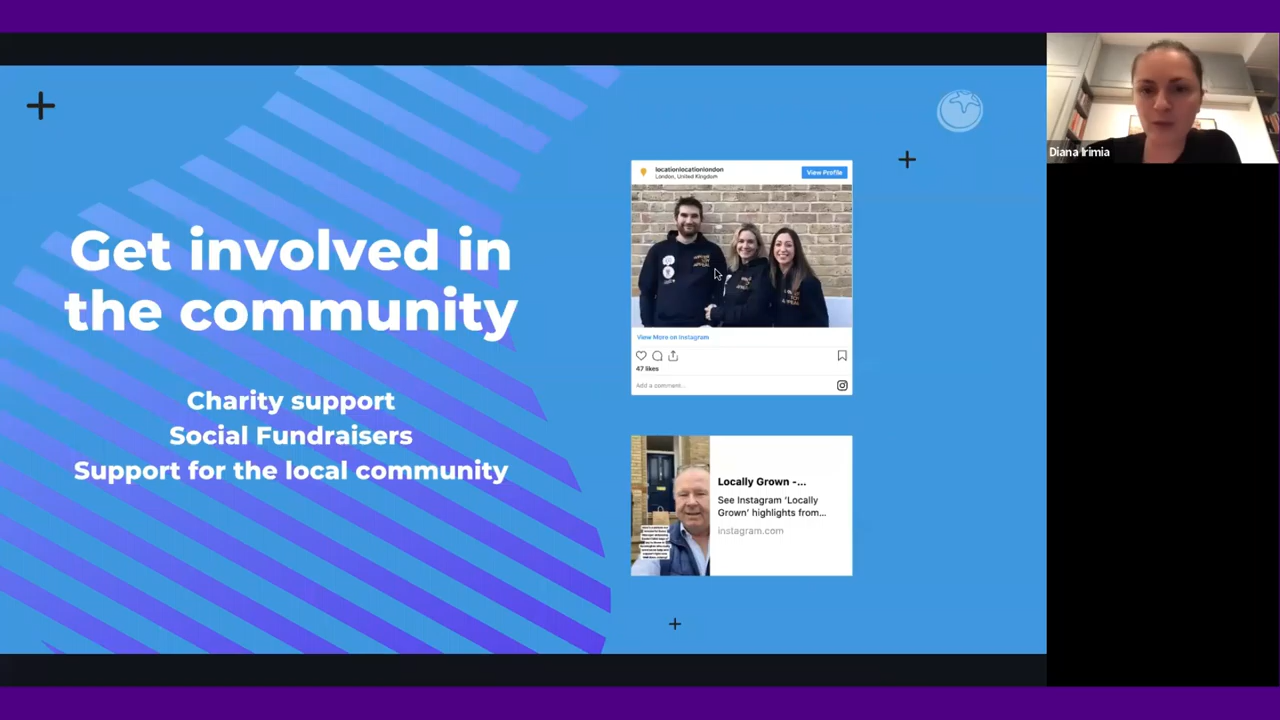 Get involved in
the community
Charity support
Social Fundraisers
Support for the local community
locationlocationlondon
London, United Kingdom
View Profile
View More on Instagram
47 likes
Add a comment...
Locally Grown -...
See Instagram 'Locally
Grown' highlights from...
instagram.com
Diana Irimia